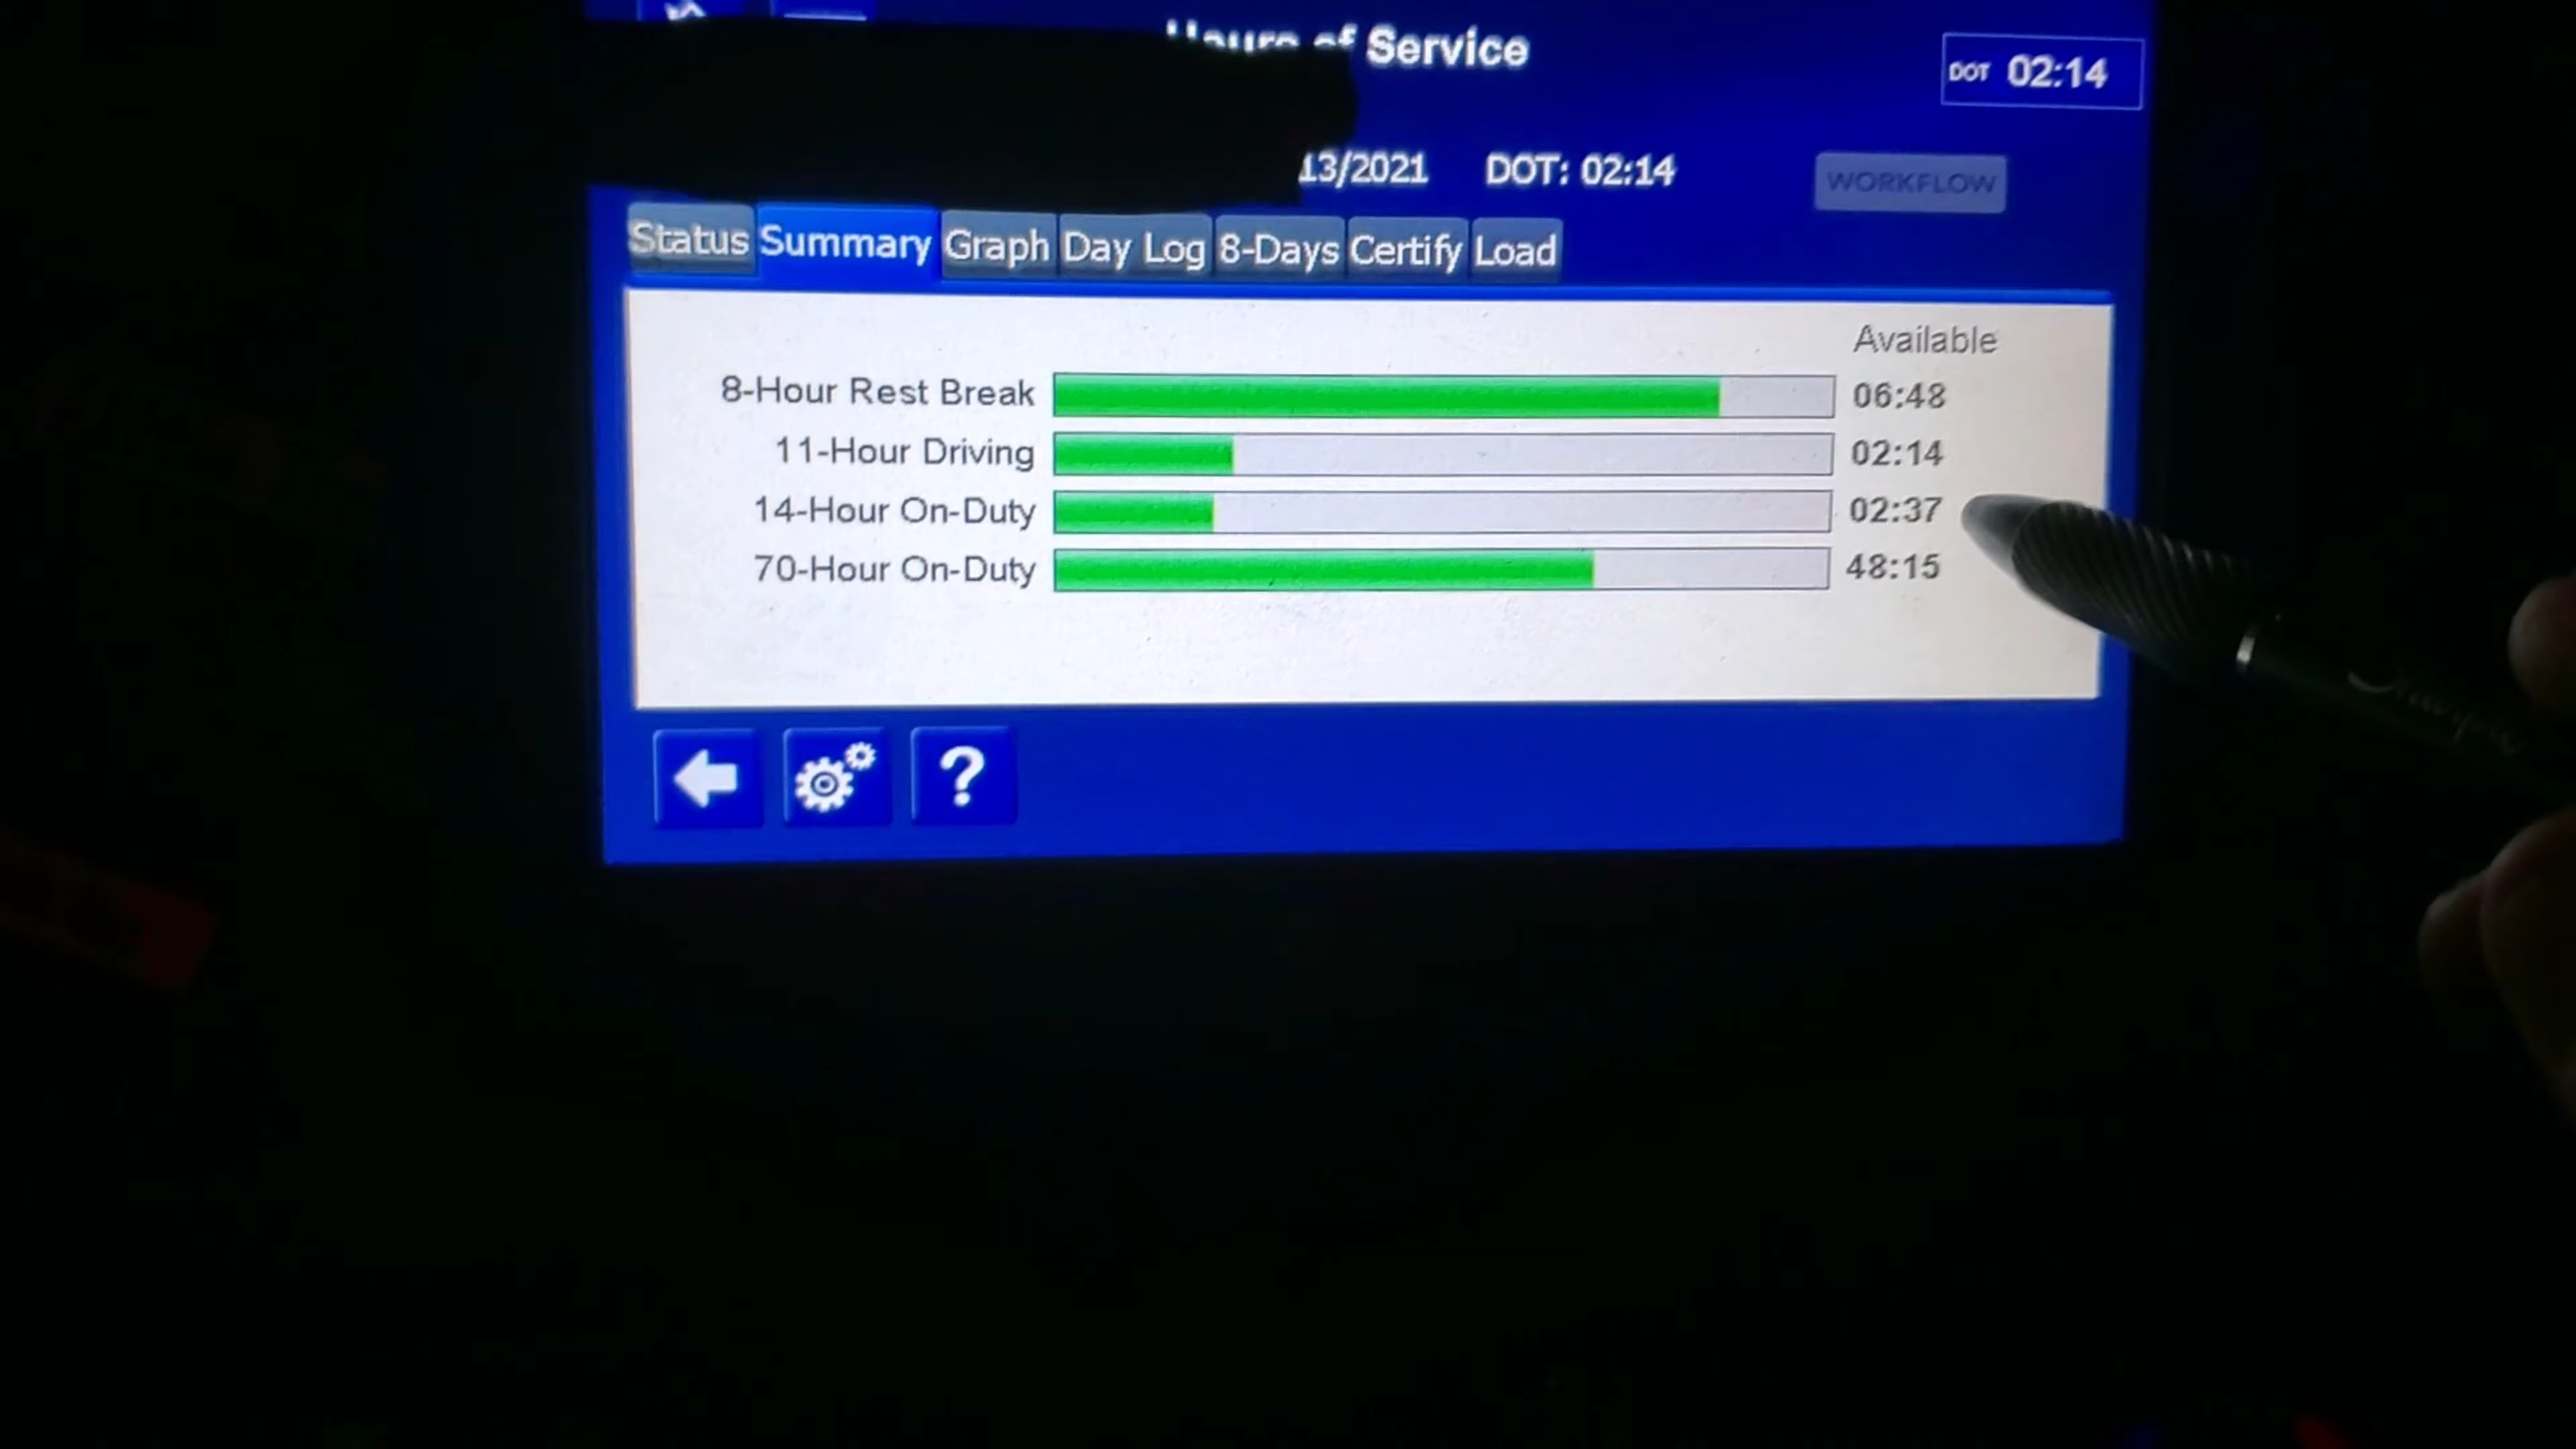 Hours of Service
DOT 02:14
13/2021 DOT: 02:14
WORKFLOW
Status Summary Graph Day Log 8-Days Certify Load
Available
8-Hour Rest Break 06:48
11-Hour Driving 02:14
14-Hour On-Duty 02:37
70-Hour On-Duty 48:15
?